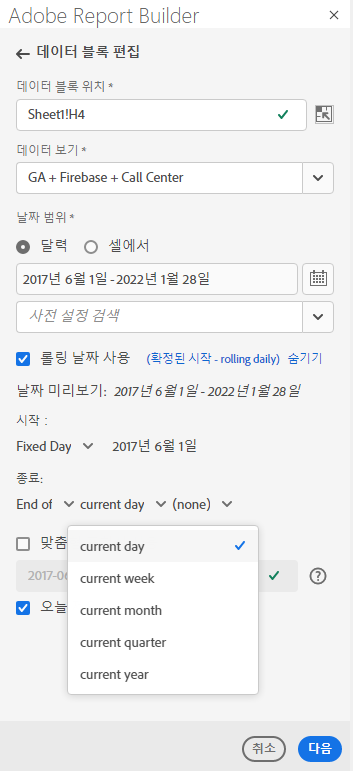 Adobe Report Builder
데이터 블록 편집
데이터 블록 위치 *
Sheet1!H4
데이터 보기 *
GA + Firebase + Call Center
날짜 범위 *
달력 셀에서
2017년 6월 1일 - 2022년 1월 28일
사전 설정 검색
롤링 날짜 사용 (확정된 시작 - rolling daily) 숨기기
날짜 미리보기: 2017년 6월 1일 - 2022년 1월 28일
시작 :
Fixed Day 2017년 6월 1일
종료:
End of current day (none)
맞춤
current day
current week
2017-06
current month
오늘
current quarter
current year
취소 다음